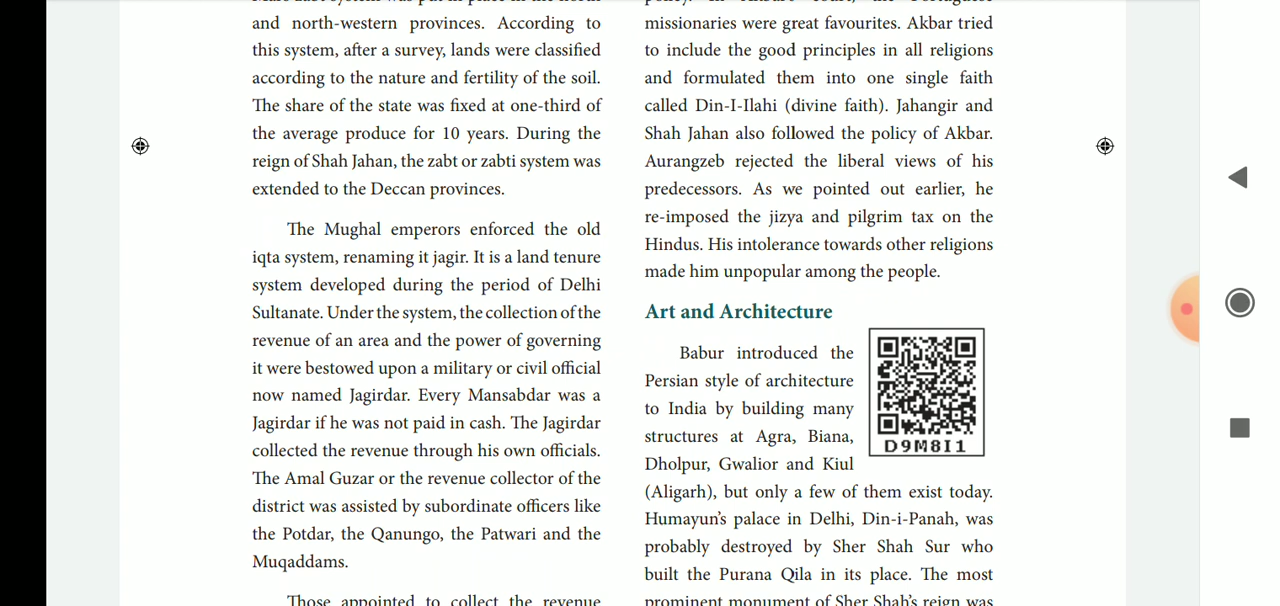 and north-western provinces. According to
this system, after a survey, lands were classified
according to the nature and fertility of the soil.
The share of the state was fixed at one-third of
the average produce for 10 years. During the
reign of Shah Jahan, the zabt or zabti system was
extended to the Deccan provinces.
The Mughal emperors enforced the old
iqta system, renaming it jagir. It is a land tenure
system developed during the period of Delhi
Sultanate. Under the system, the collection of the
revenue of an area and the power of governing
it were bestowed upon a military or civil official
now named Jagirdar. Every Mansabdar was a
Jagirdar if he was not paid in cash. The Jagirdar
collected the revenue through his own officials.
The Amal Guzar or the revenue collector of the
district was assisted by subordinate officers like
the Potdar, the Qanungo, the Patwari and the
Muqaddams.
Those appointed to collect the revenue
missionaries were great favourites. Akbar tried
to include the good principles in all religions
and formulated them into one single faith
called Din-I-Ilahi (divine faith). Jahangir and
Shah Jahan also followed the policy of Akbar.
Aurangzeb rejected the liberal views of his
predecessors. As we pointed out earlier, he
re-imposed the jizya and pilgrim tax on the
Hindus. His intolerance towards other religions
made him unpopular among the people.
Art and Architecture
Babur introduced the
Persian style of architecture
to India by building many
structures at Agra, Biana,
Dholpur, Gwalior and Kiul
(Aligarh), but only a few of them exist today.
Humayun's palace in Delhi, Din-i-Panah, was
probably destroyed by Sher Shah Sur who
built the Purana Qila in its place. The most
prominent monument of Sher Shah's reign was
D9M8I1